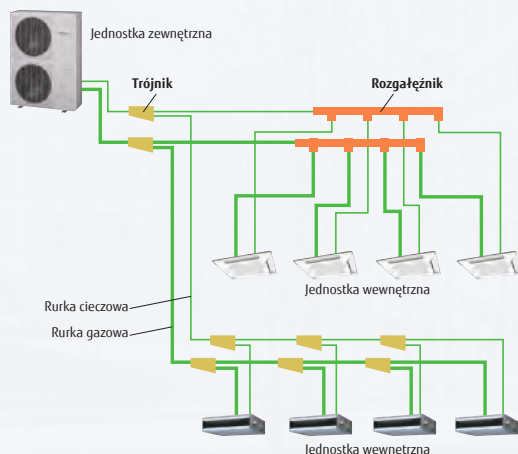 Jednostka zewnętrzna
Trójnik
Rozgałęźnik
Jednostka wewnętrzna
Rurka cieczowa
Rurka gazowa
Jednostka wewnętrzna